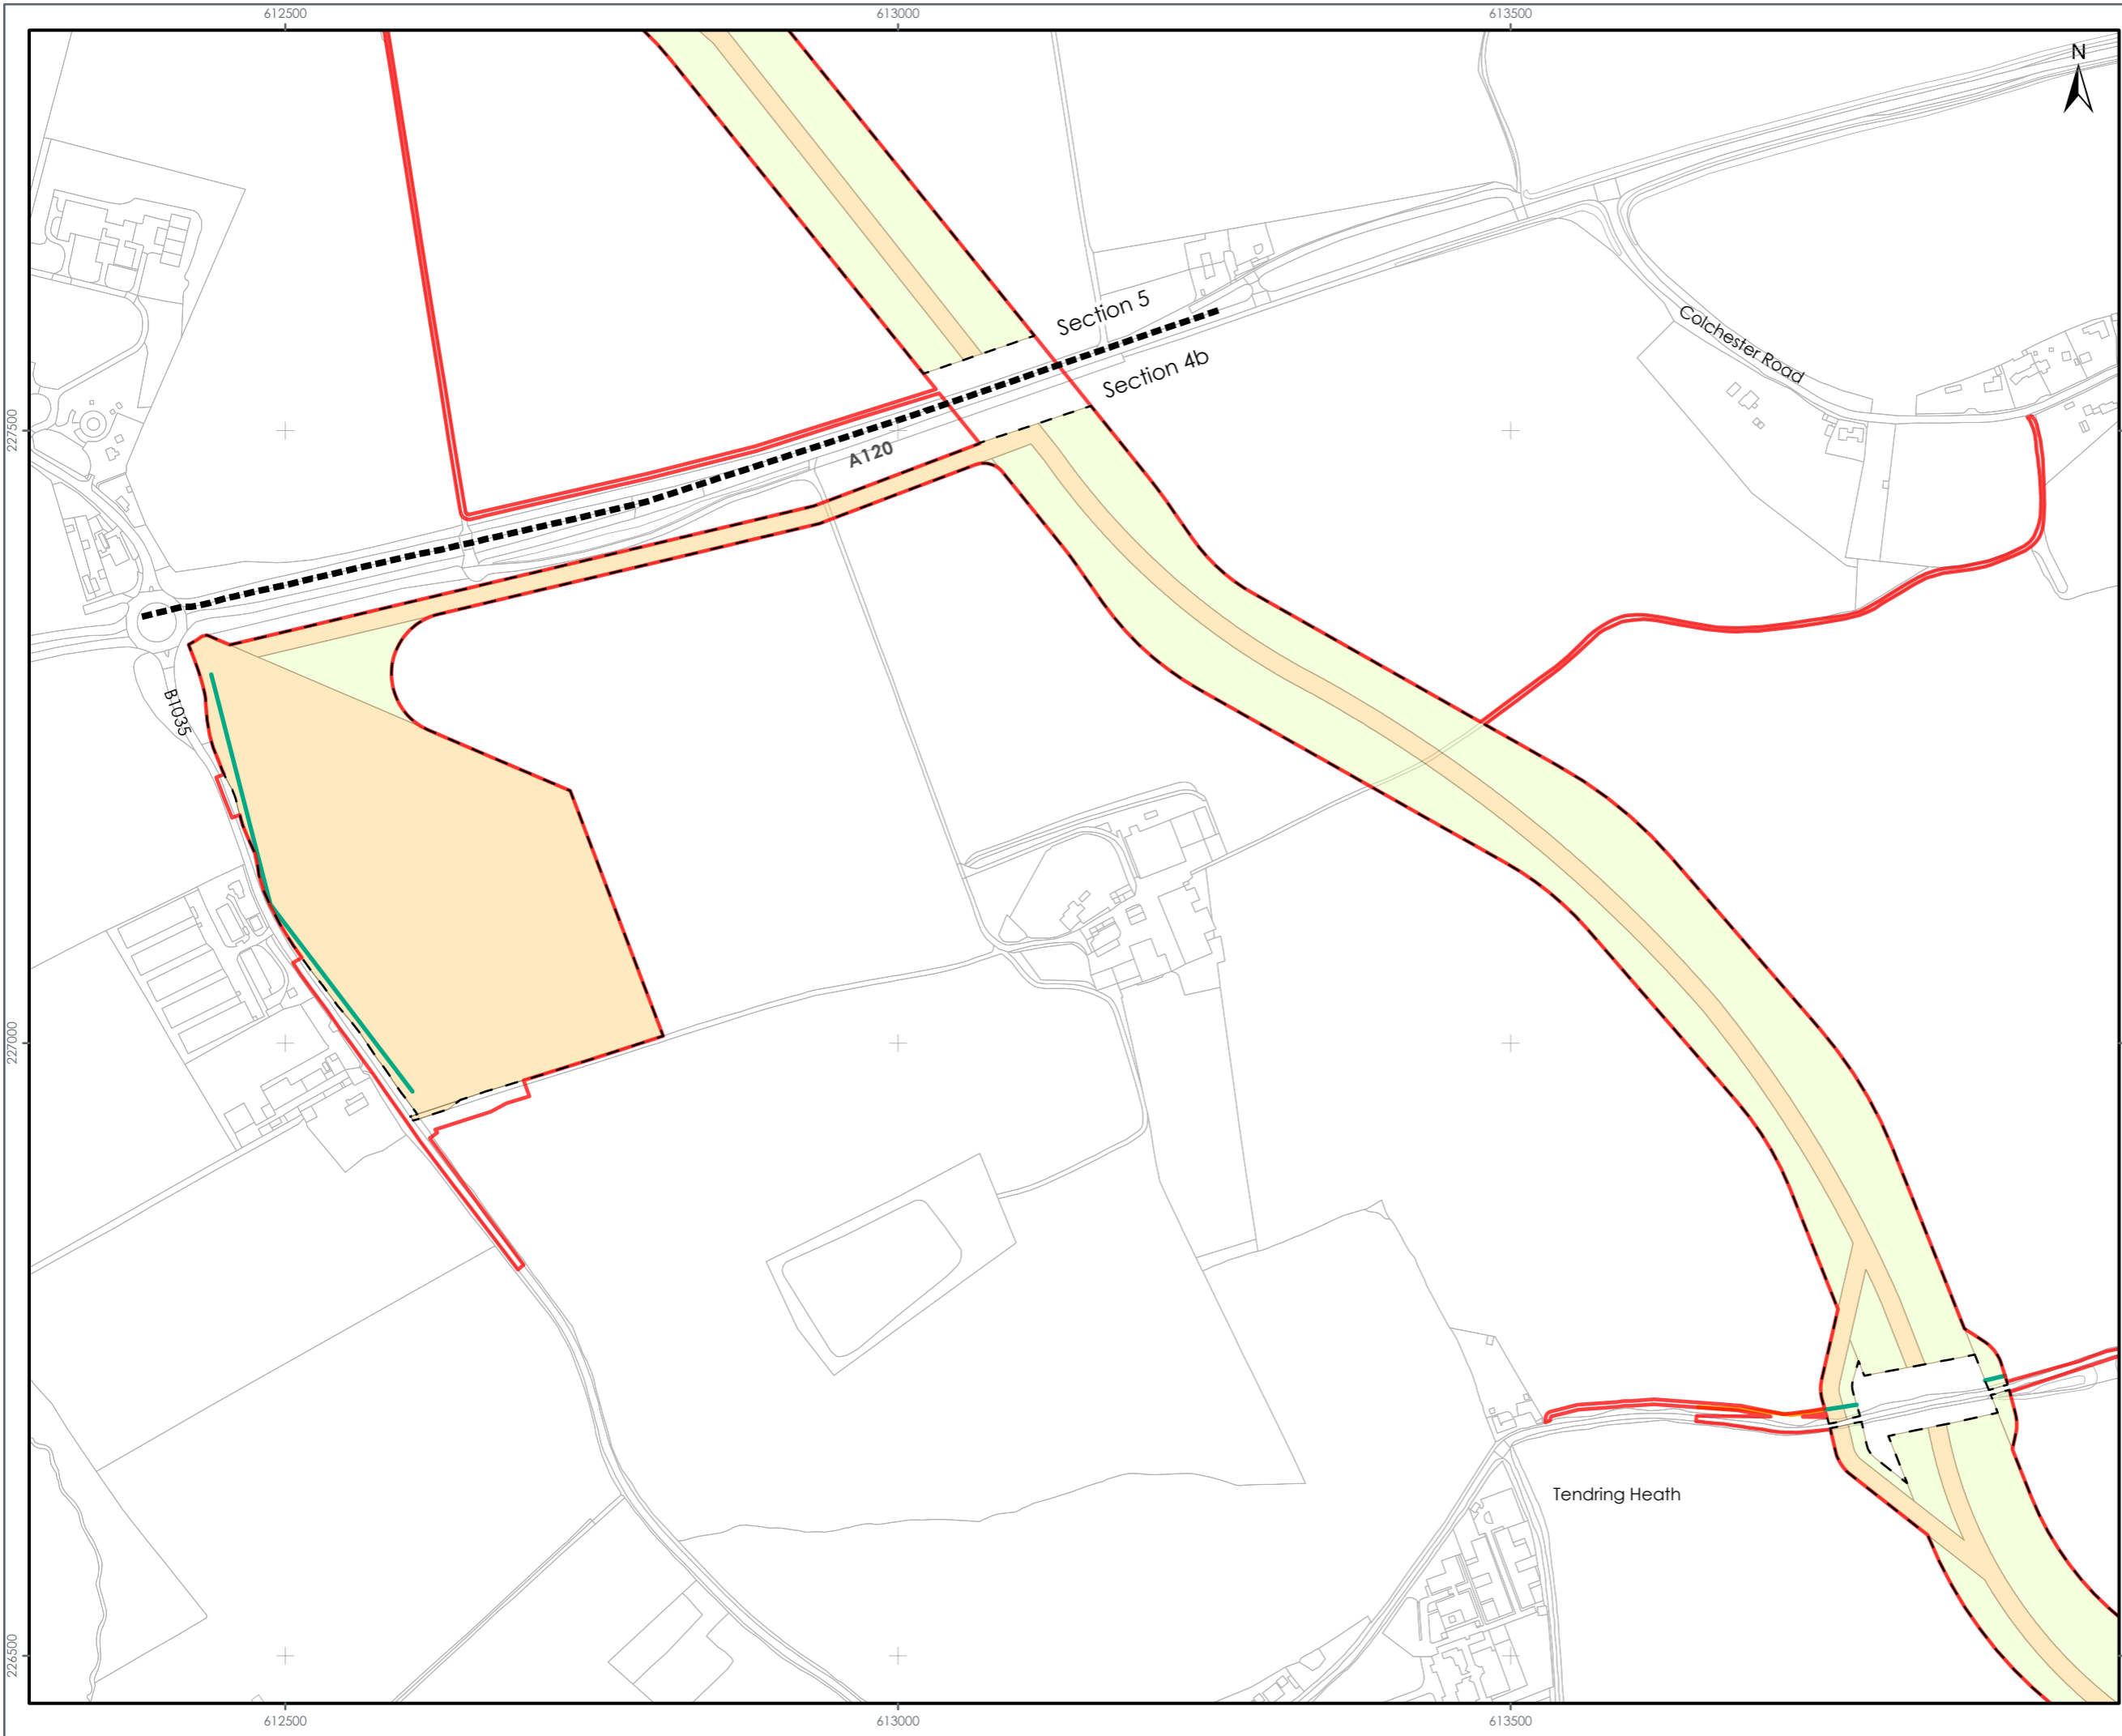 612500
613000
613500
N
Section 5
Section 4b
Colchester Road
227500
A120
B1035
227000
Tendring Heath
226500
612500
613000
613500